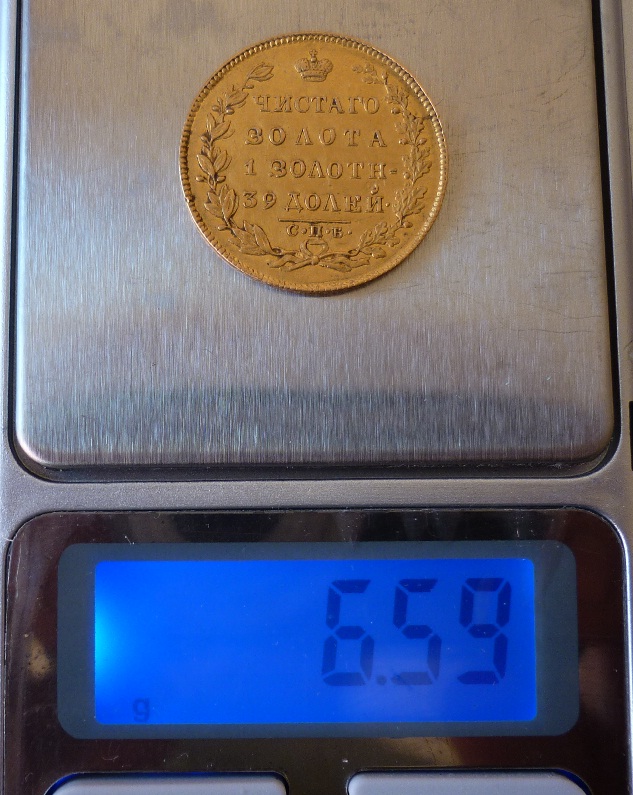 ЧИСТАГО
ЗОЛОТА
1 ЗОЛОТН-
39 ДОЛЕЙ·
С·П·Б·
6.59
g